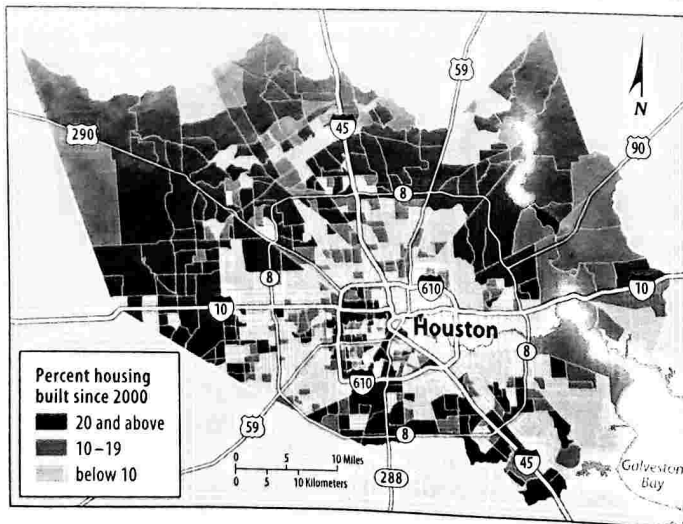 59
N
45
290
90
8
8
610
10
10
Houston
8
Percent housing
built since 2000
20 and above
10–19
below 10
610
59
8
0 5 10 Miles
0 5 10 Kilometers
288
45
Galveston
Bay